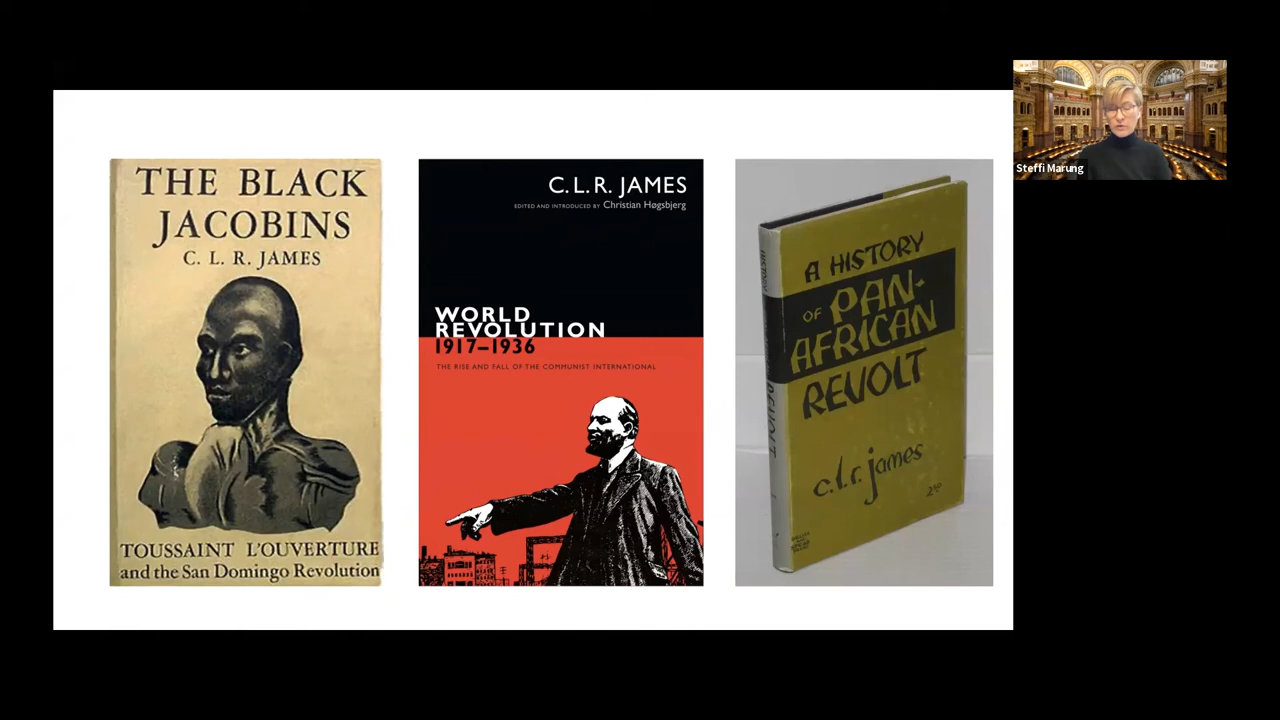 THE BLACK
JACOBINS
C. L. R. JAMES
TOUSSAINT L'OUVERTURE
and the San Domingo Revolution
C.L.R. JAMES
EDITED AND INTRODUCED BY Christian Høgsbjerg
WORLD
REVOLUTION
1917–1936
THE RISE AND FALL OF THE COMMUNIST INTERNATIONAL
A HISTORY
OF PAN-
AFRICAN
REVOLT
c.l.r. james
REVOLT
Steffi Marung